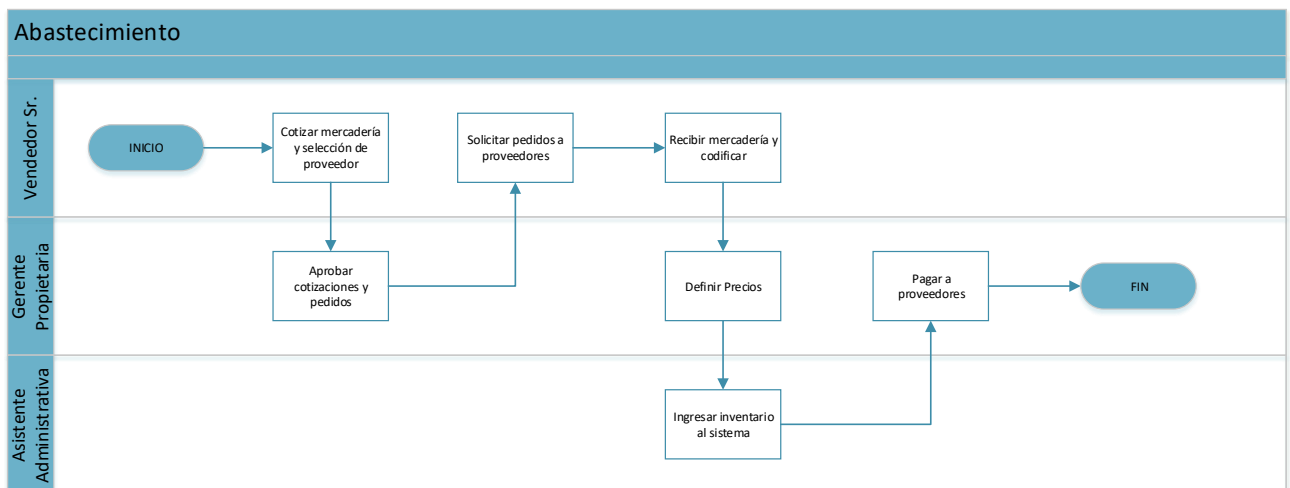 Abastecimiento
Vendedor Sr.
INICIO
Cotizar mercadería
y selección de
proveedor
Solicitar pedidos a
proveedores
Recibir mercadería y
codificar
Gerente
Propietaria
Aprobar
cotizaciones y
pedidos
Definir Precios
Pagar a
proveedores
FIN
Asistente
Administrativa
Ingresar inventario
al sistema